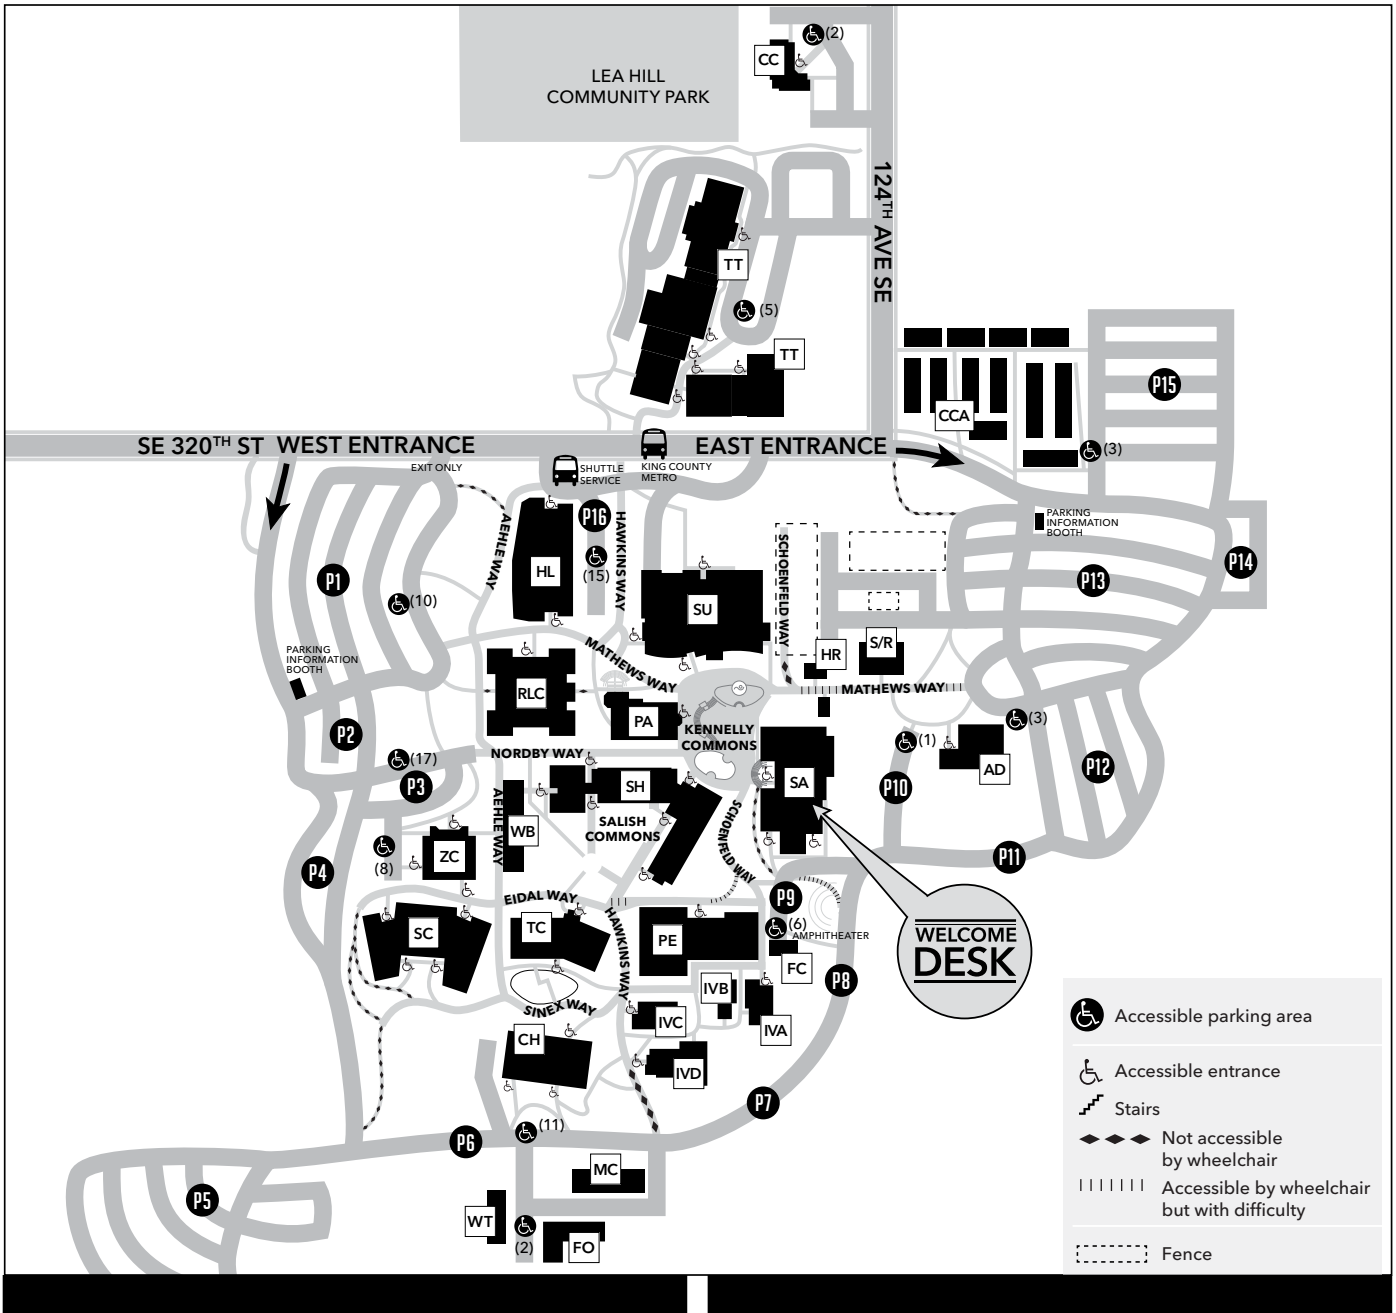 (2)
CC
LEA HILL
COMMUNITY PARK
124TH AVE SE
TT
(5)
TT
P15
CCA
(3)
SE 320TH ST WEST ENTRANCE
EAST ENTRANCE
EXIT ONLY
SHUTTLE
SERVICE
KING COUNTY
METRO
PARKING
INFORMATION
BOOTH
P16
(15)
AEHLE WAY
HAWKINS WAY
HL
SCHOENFELD WAY
P14
P13
P1
(10)
SU
PARKING
INFORMATION
BOOTH
MATHEWS WAY
HR
S/R
MATHEWS WAY
RLC
PA
KENNELLY
COMMONS
(3)
P2
(1)
AD
P12
NORDBY WAY
(17)
P3
SH
SA
P10
AEHLE WAY
WB
SALISH
COMMONS
SCHOENFELD WAY
ZC
(8)
P4
P11
EIDAL WAY
P9
(6)
AMPHITHEATER
WELCOME
DESK
SC
TC
HAWKINS WAY
PE
FC
P8
IVB
SINEX WAY
IVC
IVA
CH
IVD
P7
(11)
P6
MC
P5
WT
(2)
FO
Accessible parking area
Accessible entrance
Stairs
Not accessible
by wheelchair
Accessible by wheelchair
but with difficulty
Fence